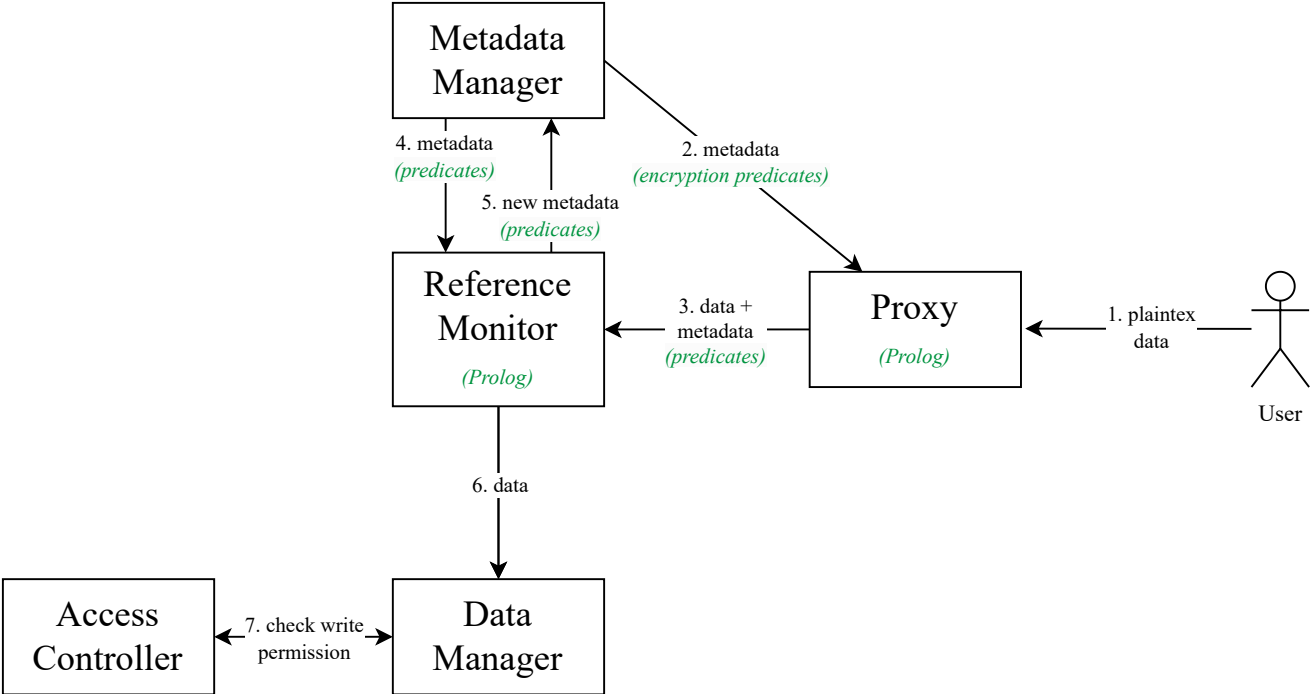 Metadata
Manager
4. metadata
(predicates)
2. metadata
(encryption predicates)
5. new metadata
(predicates)
Reference
Monitor
(Prolog)
3. data +
metadata
(predicates)
Proxy
(Prolog)
1. plaintex
data
User
6. data
Access
Controller
7. check write
permission
Data
Manager